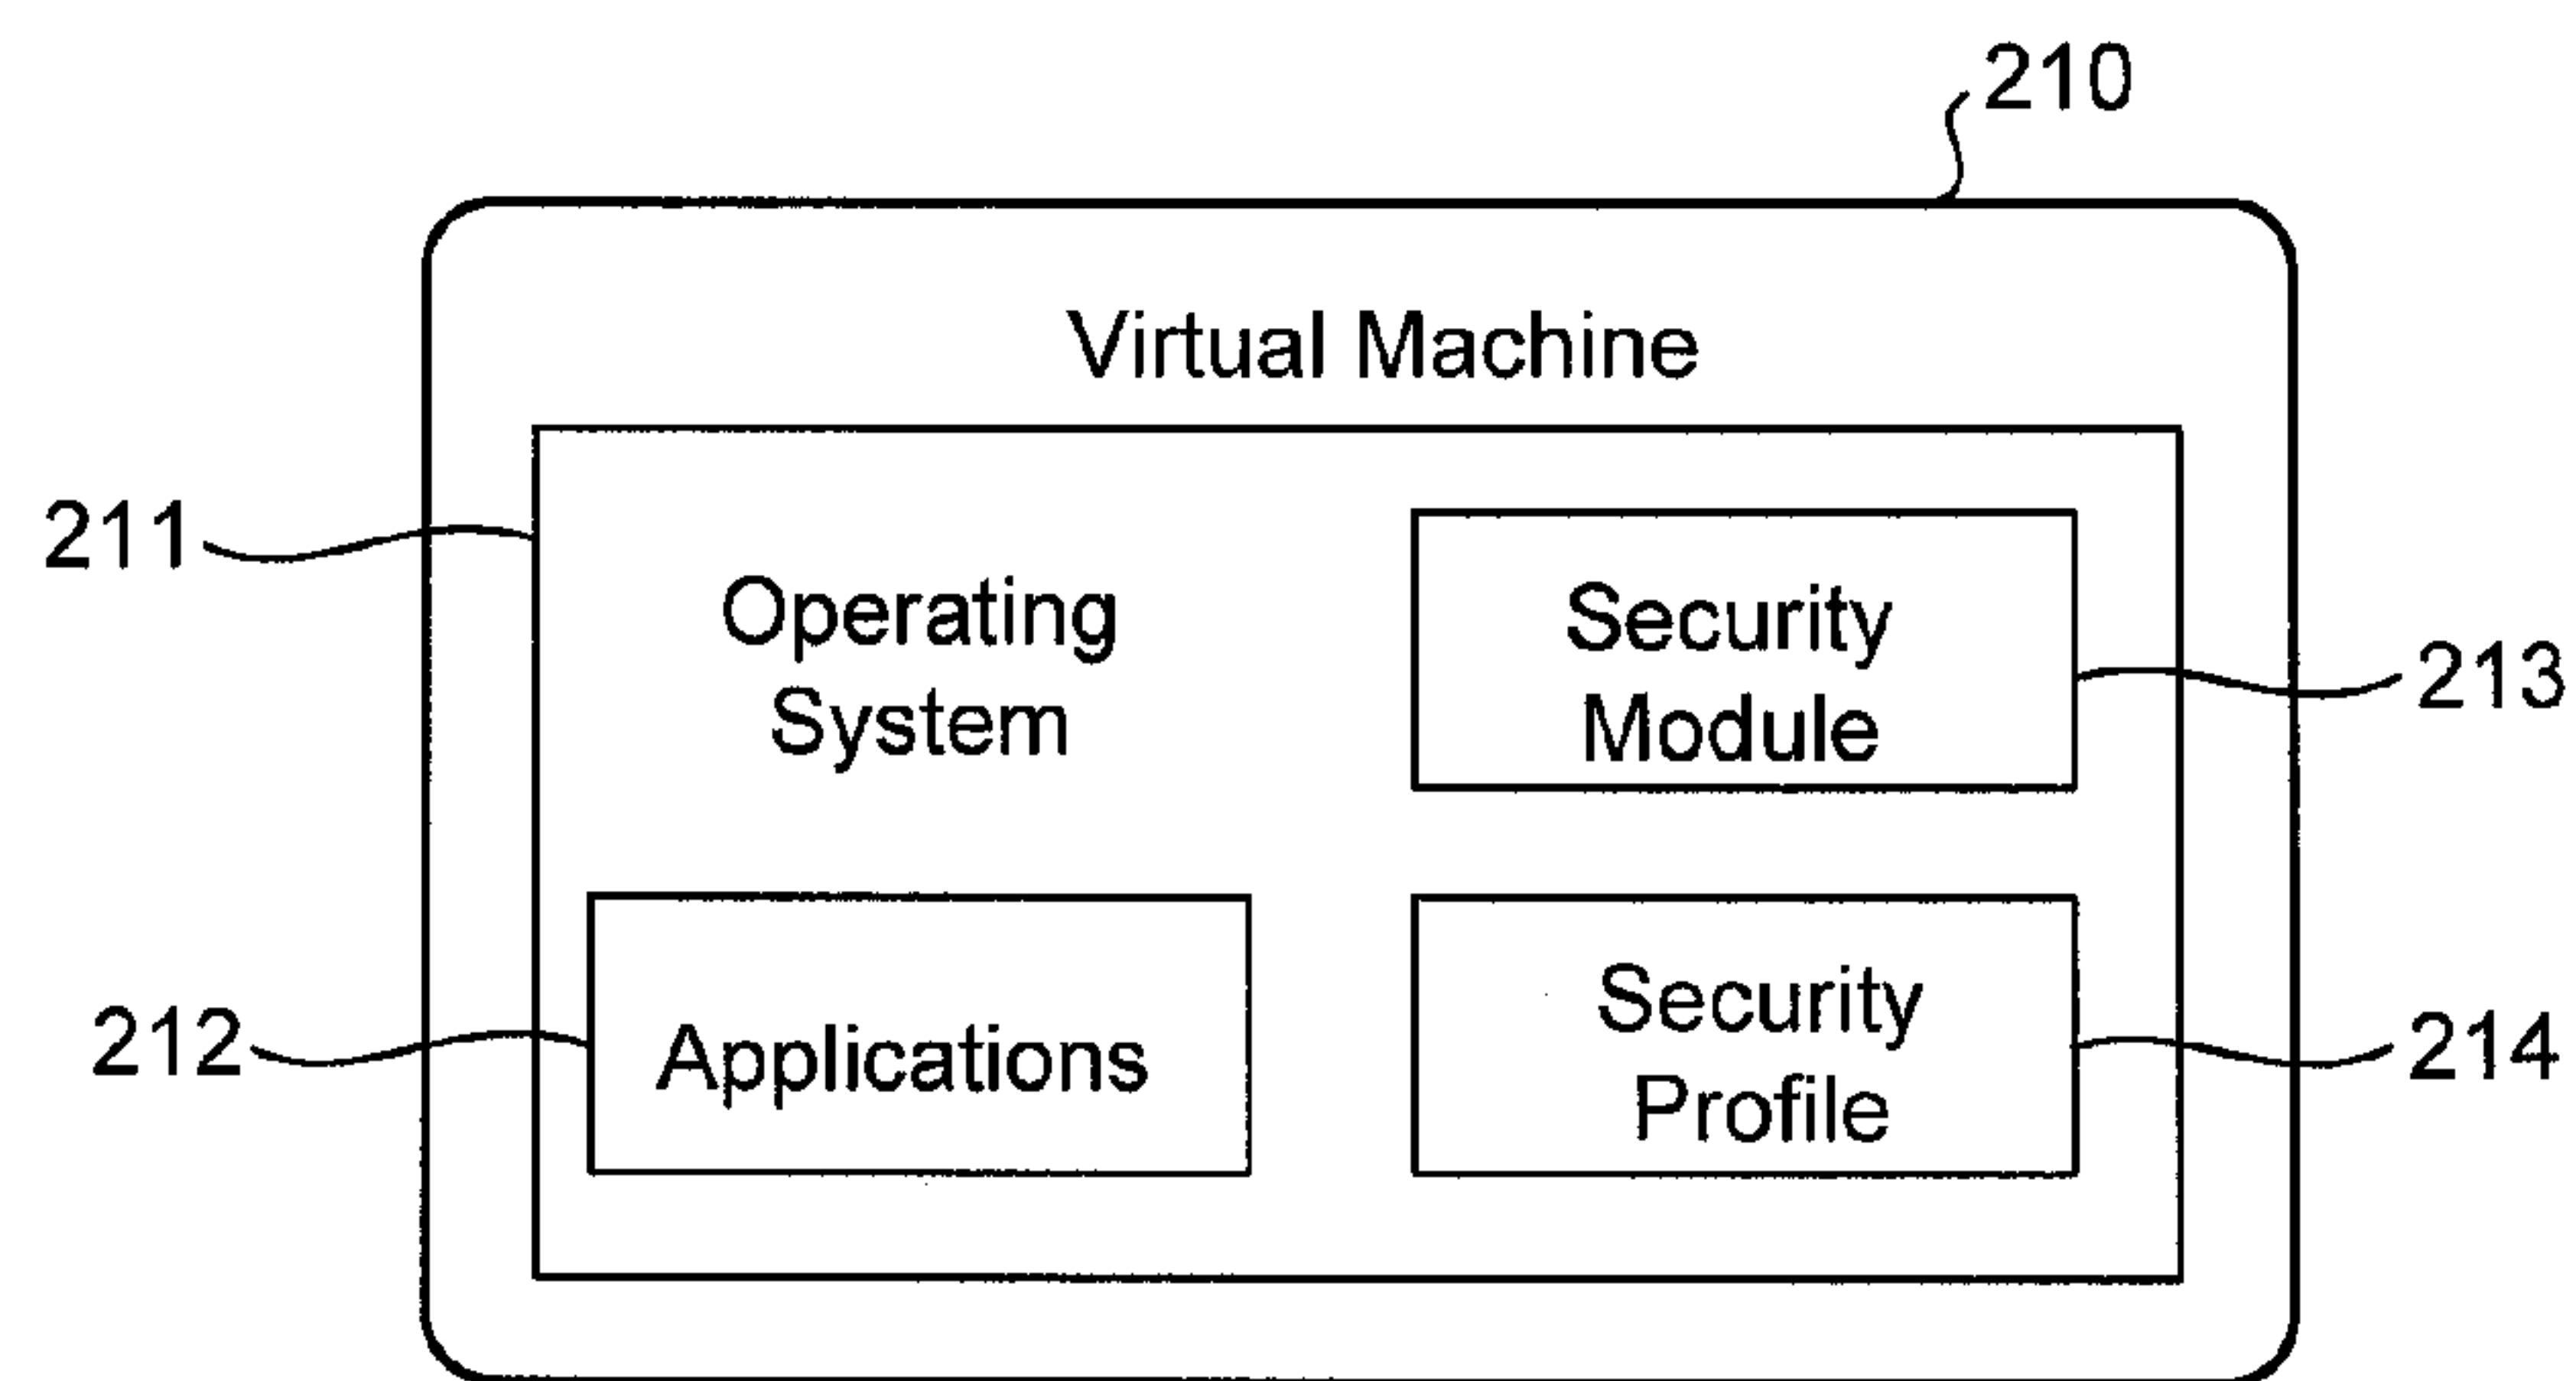 210
Virtual Machine
211
Operating
System
Security
Module
213
212
Applications
Security
Profile
214